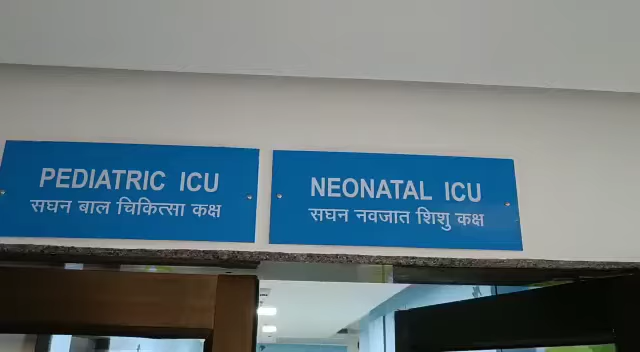 PEDIATRIC ICU
सघन बाल चिकित्सा कक्ष
NEONATAL ICU
सघन नवजात शिशु कक्ष